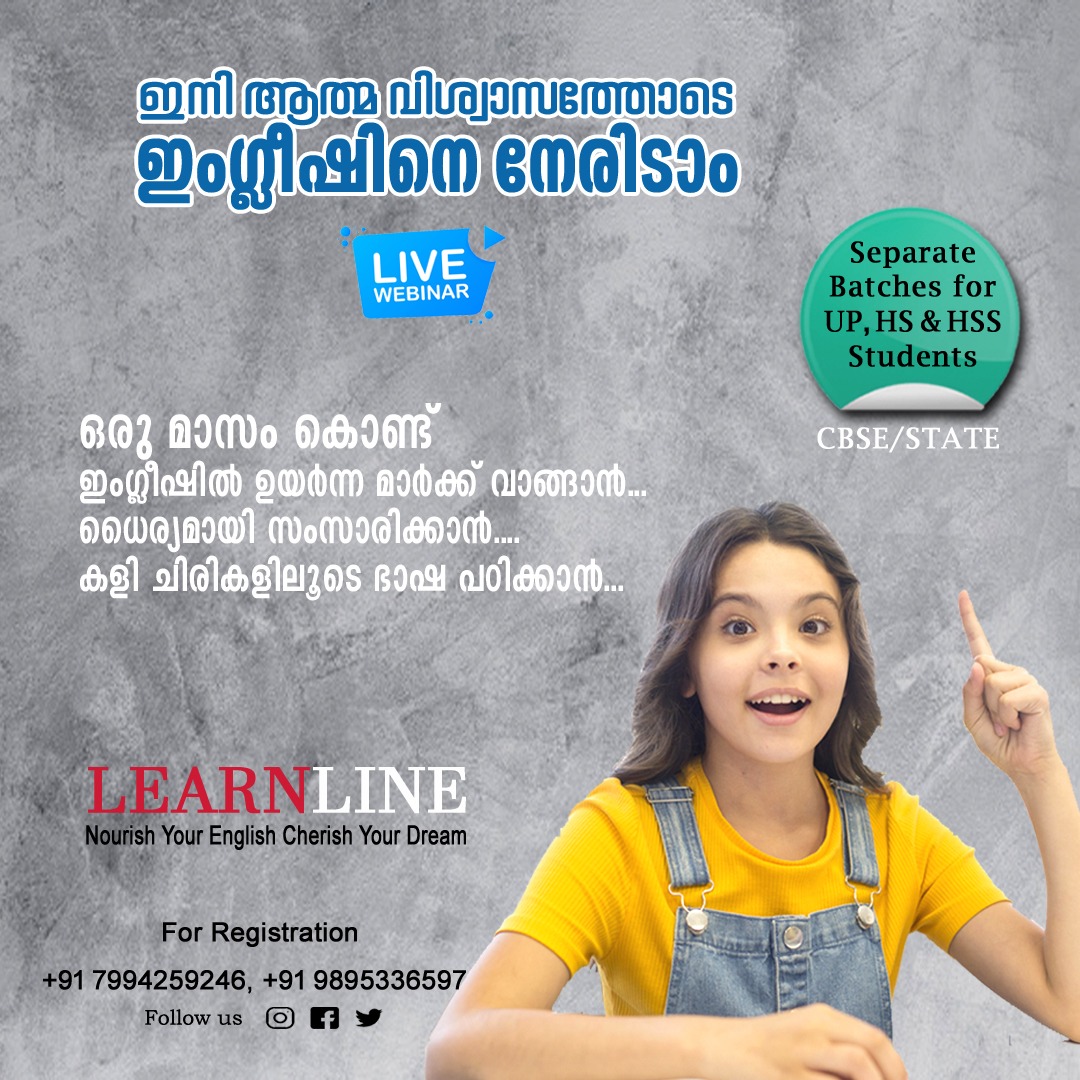 ഇനി ആത്മ വിശ്വാസത്തോടെ
ഇംഗ്ലീഷിനെ നേരിടാം
LIVE
WEBINAR
Separate
Batches for
UP, HS & HSS
Students
CBSE/STATE
ഒരു മാസം കൊണ്ട്
ഇംഗ്ലീഷിൽ ഉയർന്ന മാർക്ക് വാങ്ങാൻ...
ധൈര്യമായി സംസാരിക്കാൻ....
കളി ചിരികളിലൂടെ ഭാഷ പഠിക്കാൻ...
LEARNLINE
Nourish Your English Cherish Your Dream
For Registration
+91 7994259246, +91 9895336597
Follow us